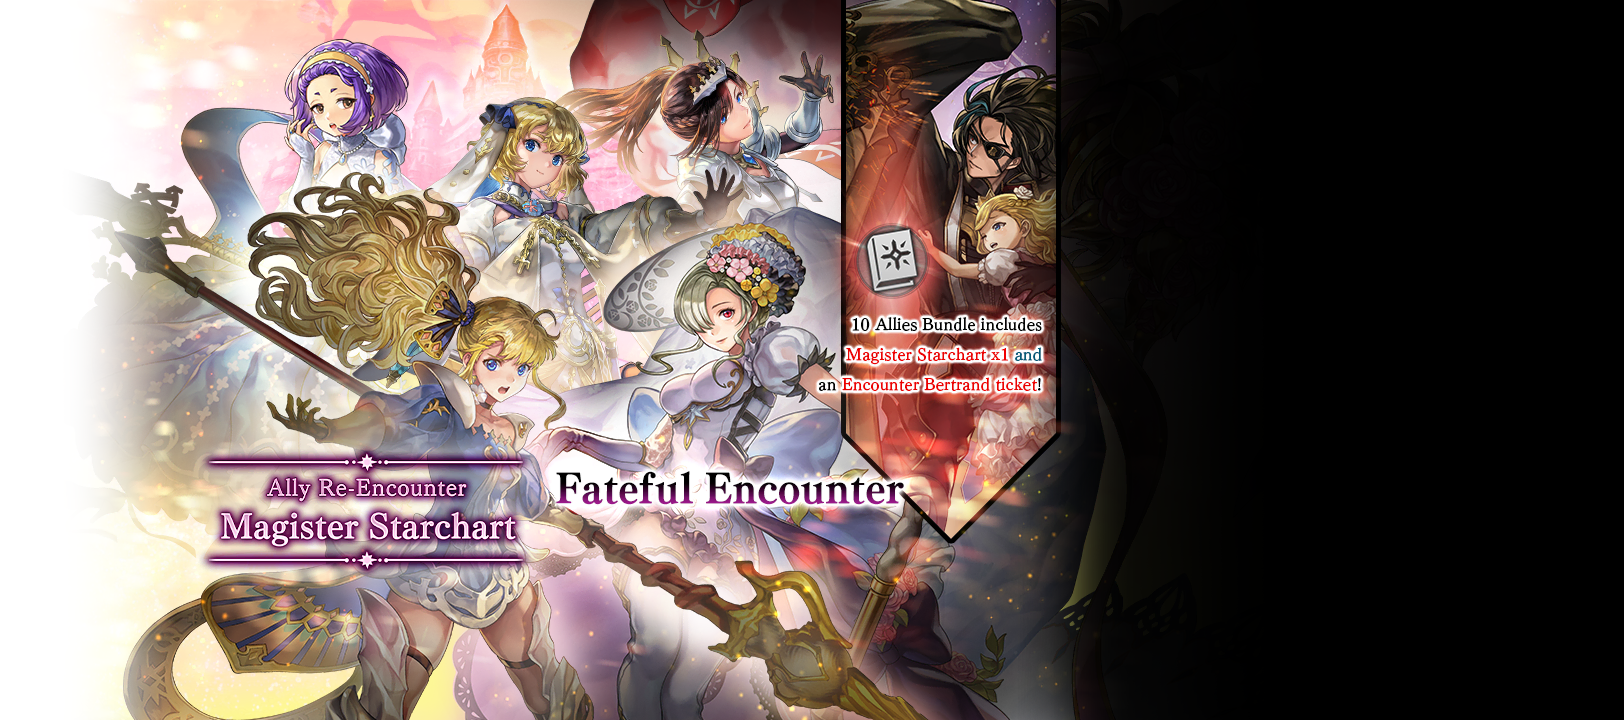 10 Allies Bundle includes
Magister Starchart x1 and
an Encounter Bertrand ticket!
Fateful Encounter
Ally Re-Encounter
Magister Starchart